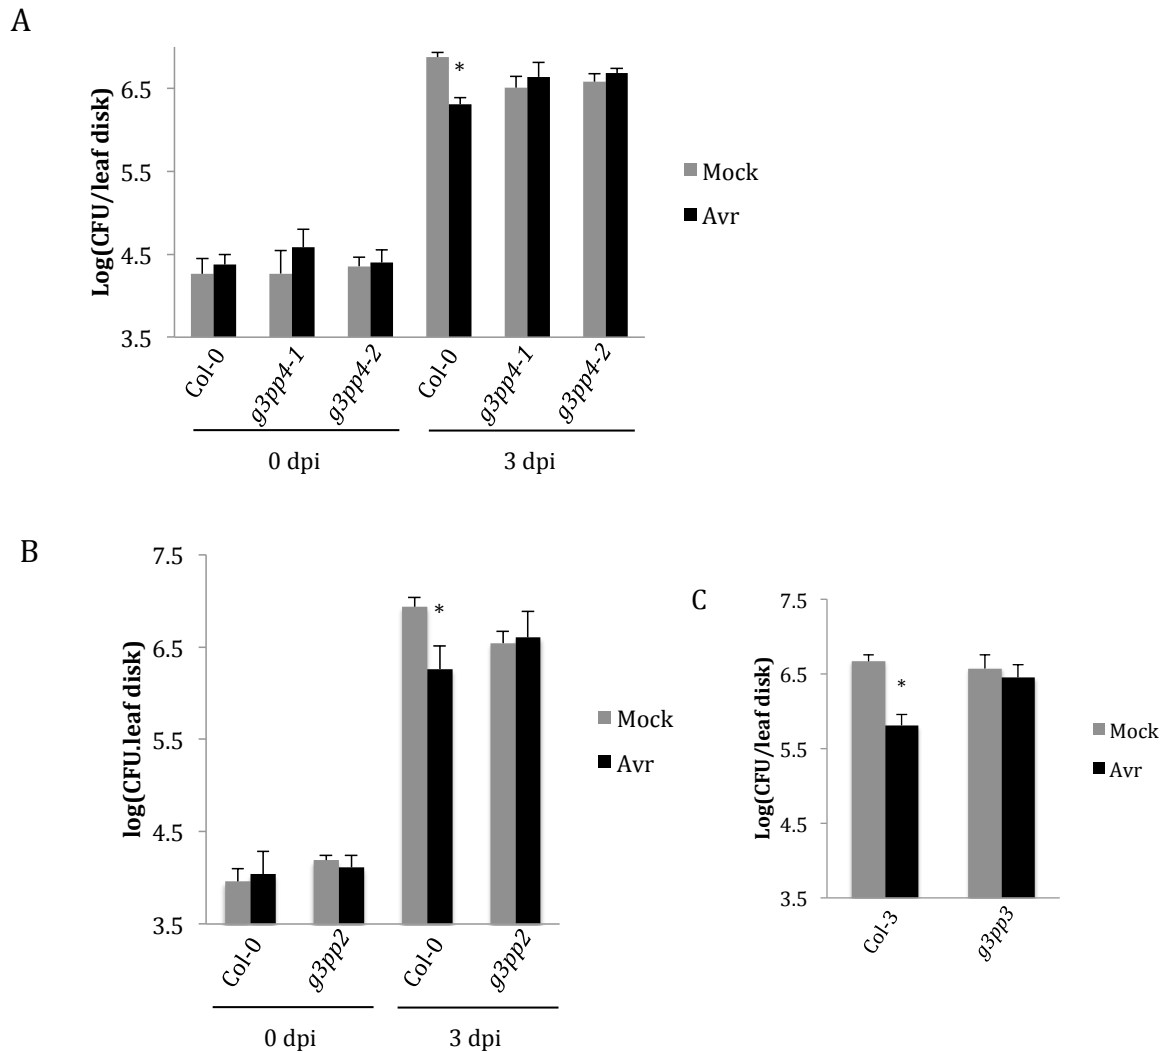 A
Log(CFU/leaf disk)
6.5
5.5
4.5
3.5
*
Mock
Avr
Col-0
g3pp4-1
g3pp4-2
Col-0
g3pp4-1
g3pp4-2
0 dpi
3 dpi
B
log(CFU.leaf disk)
7.5
6.5
5.5
4.5
3.5
*
Mock
Avr
Col-0
g3pp2
Col-0
g3pp2
0 dpi
3 dpi
C
Log(CFU/leaf disk)
7.5
6.5
5.5
4.5
3.5
*
Mock
Avr
Col-3
g3pp3